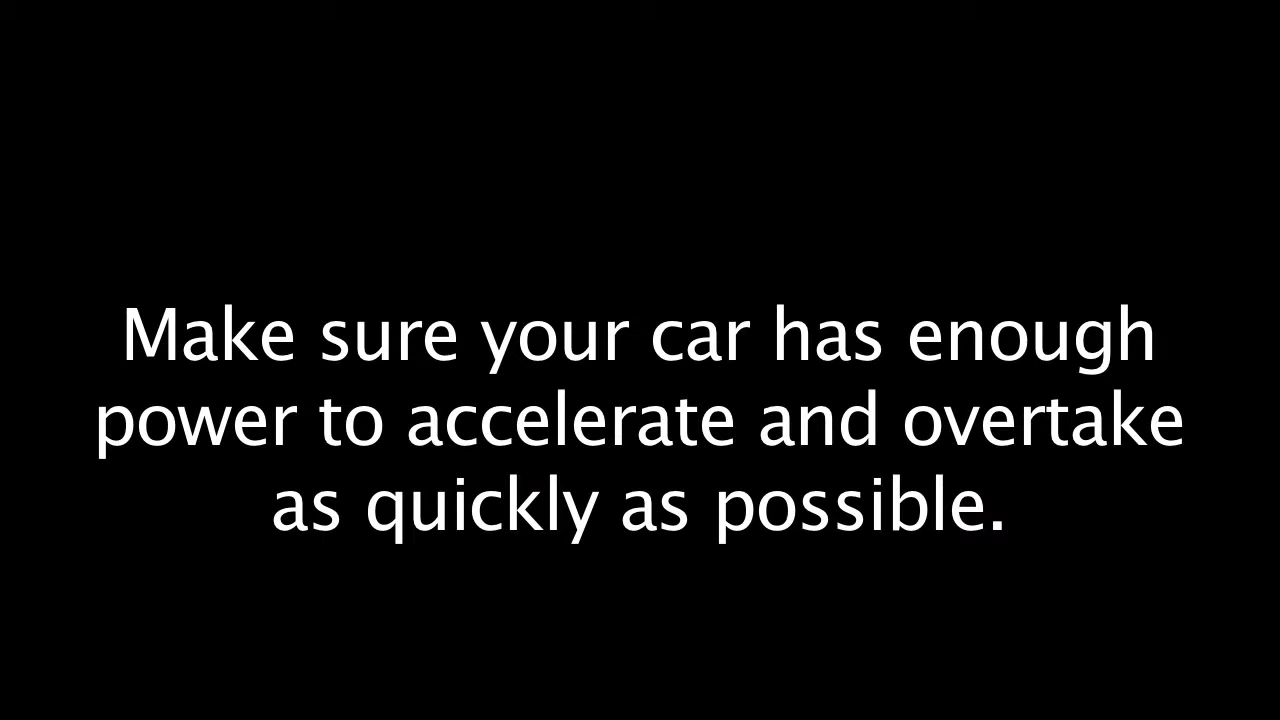 Make sure your car has enough
power to accelerate and overtake
as quickly as possible.